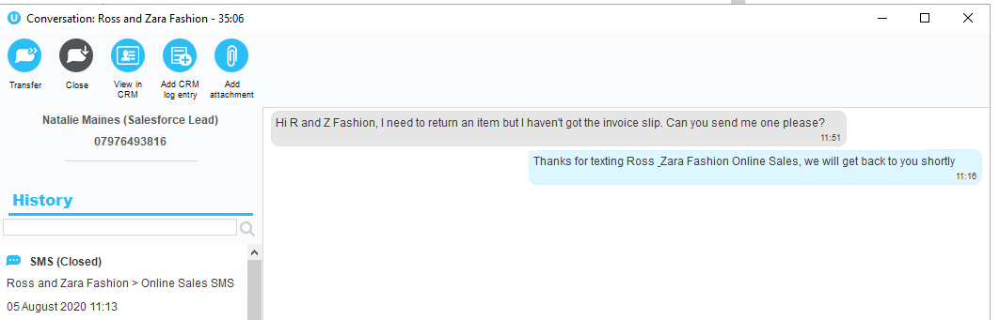 Conversation: Ross and Zara Fashion - 35:06
Transfer
Close
View in
CRM
Add CRM
log entry
Add
attachment
Natalie Maines (Salesforce Lead)
07976493816
History
SMS (Closed)
Ross and Zara Fashion > Online Sales SMS
05 August 2020 11:13
Hi R and Z Fashion, I need to return an item but I haven't got the invoice slip. Can you send me one please?
11:51
Thanks for texting Ross _Zara Fashion Online Sales, we will get back to you shortly
11:16